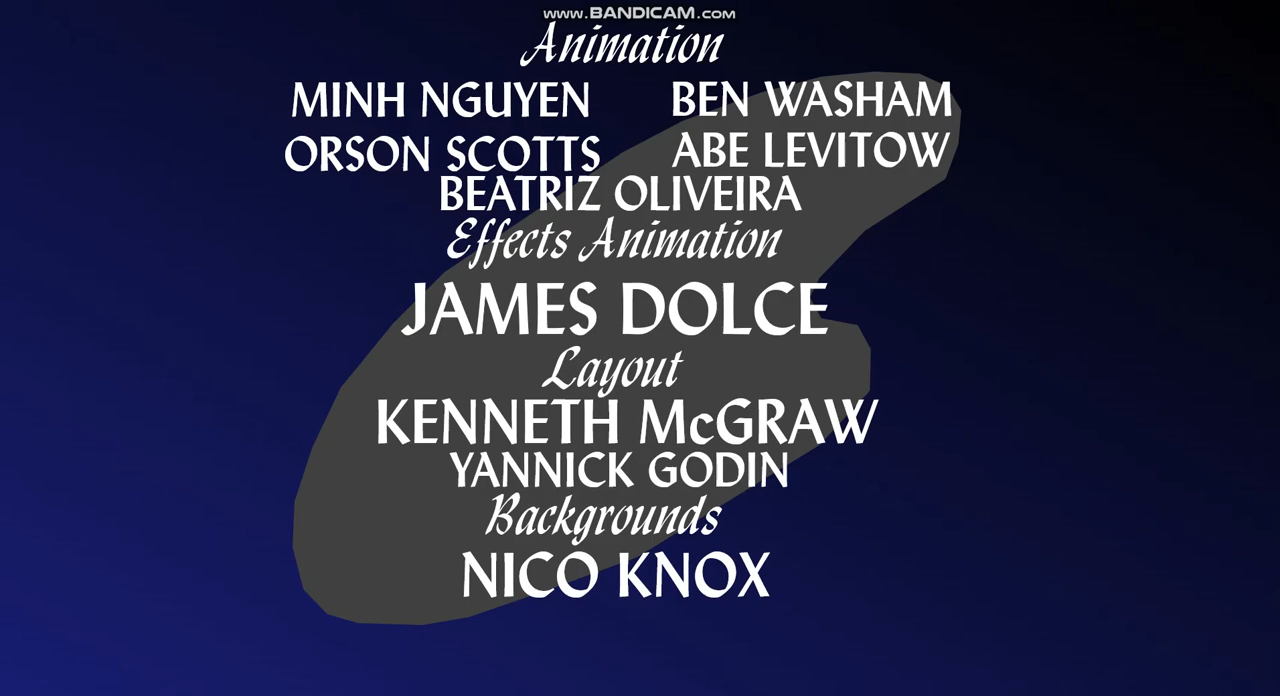 www.BANDICAM.com
Animation
MINH NGUYEN BEN WASHAM
ORSON SCOTTS ABE LEVITOW
BEATRIZ OLIVEIRA
Effects Animation
JAMES DOLCE
Layout
KENNETH McGRAW
YANNICK GODIN
Backgrounds
NICO KNOX